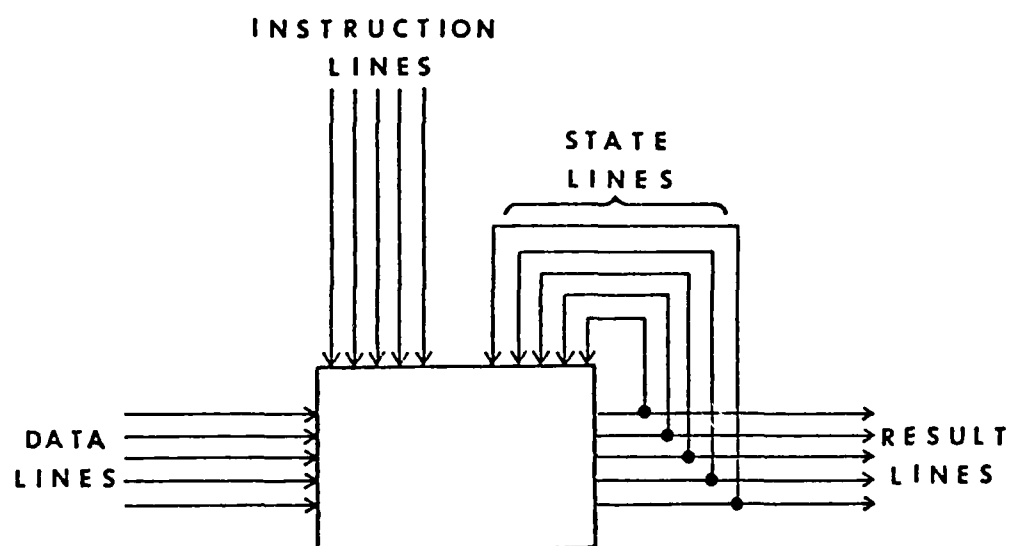 INSTRUCTION
LINES
STATE
LINES
DATA
LINES
RESULT
LINES